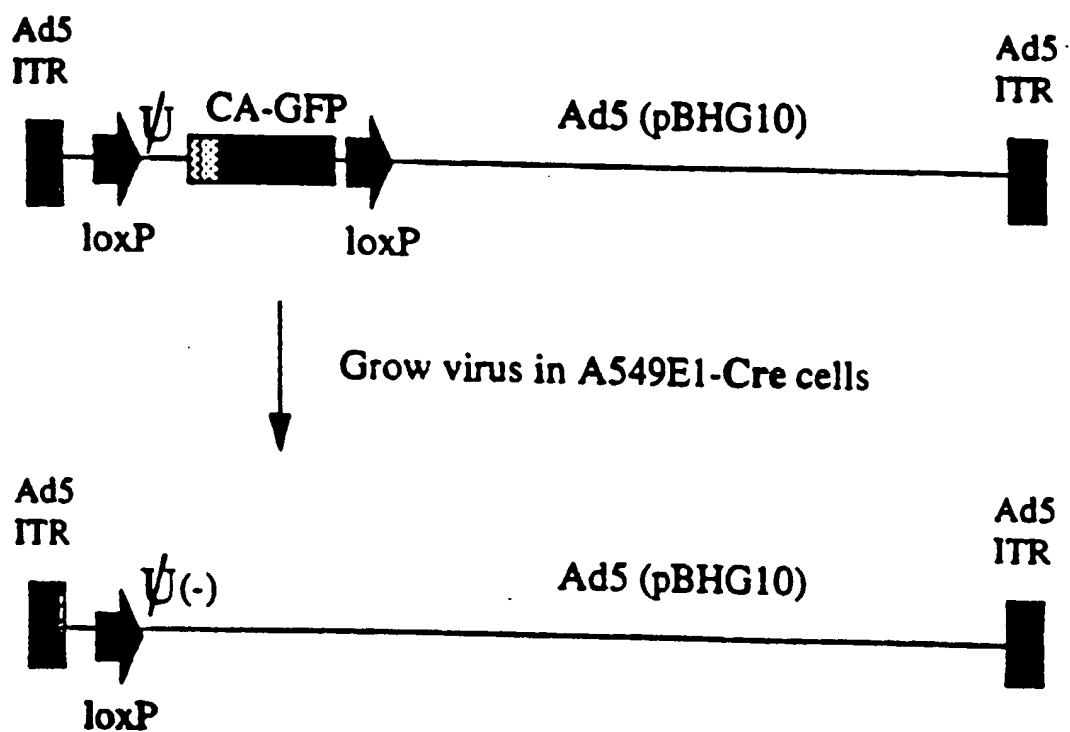 Ad5
ITR
Ad5
ITR
ψ
CA-GFP
Ad5 (pBHG10)
loxP
loxP
Grow virus in A549E1-Cre cells
Ad5
ITR
Ad5
ITR
ψ(-)
Ad5 (pBHG10)
loxP